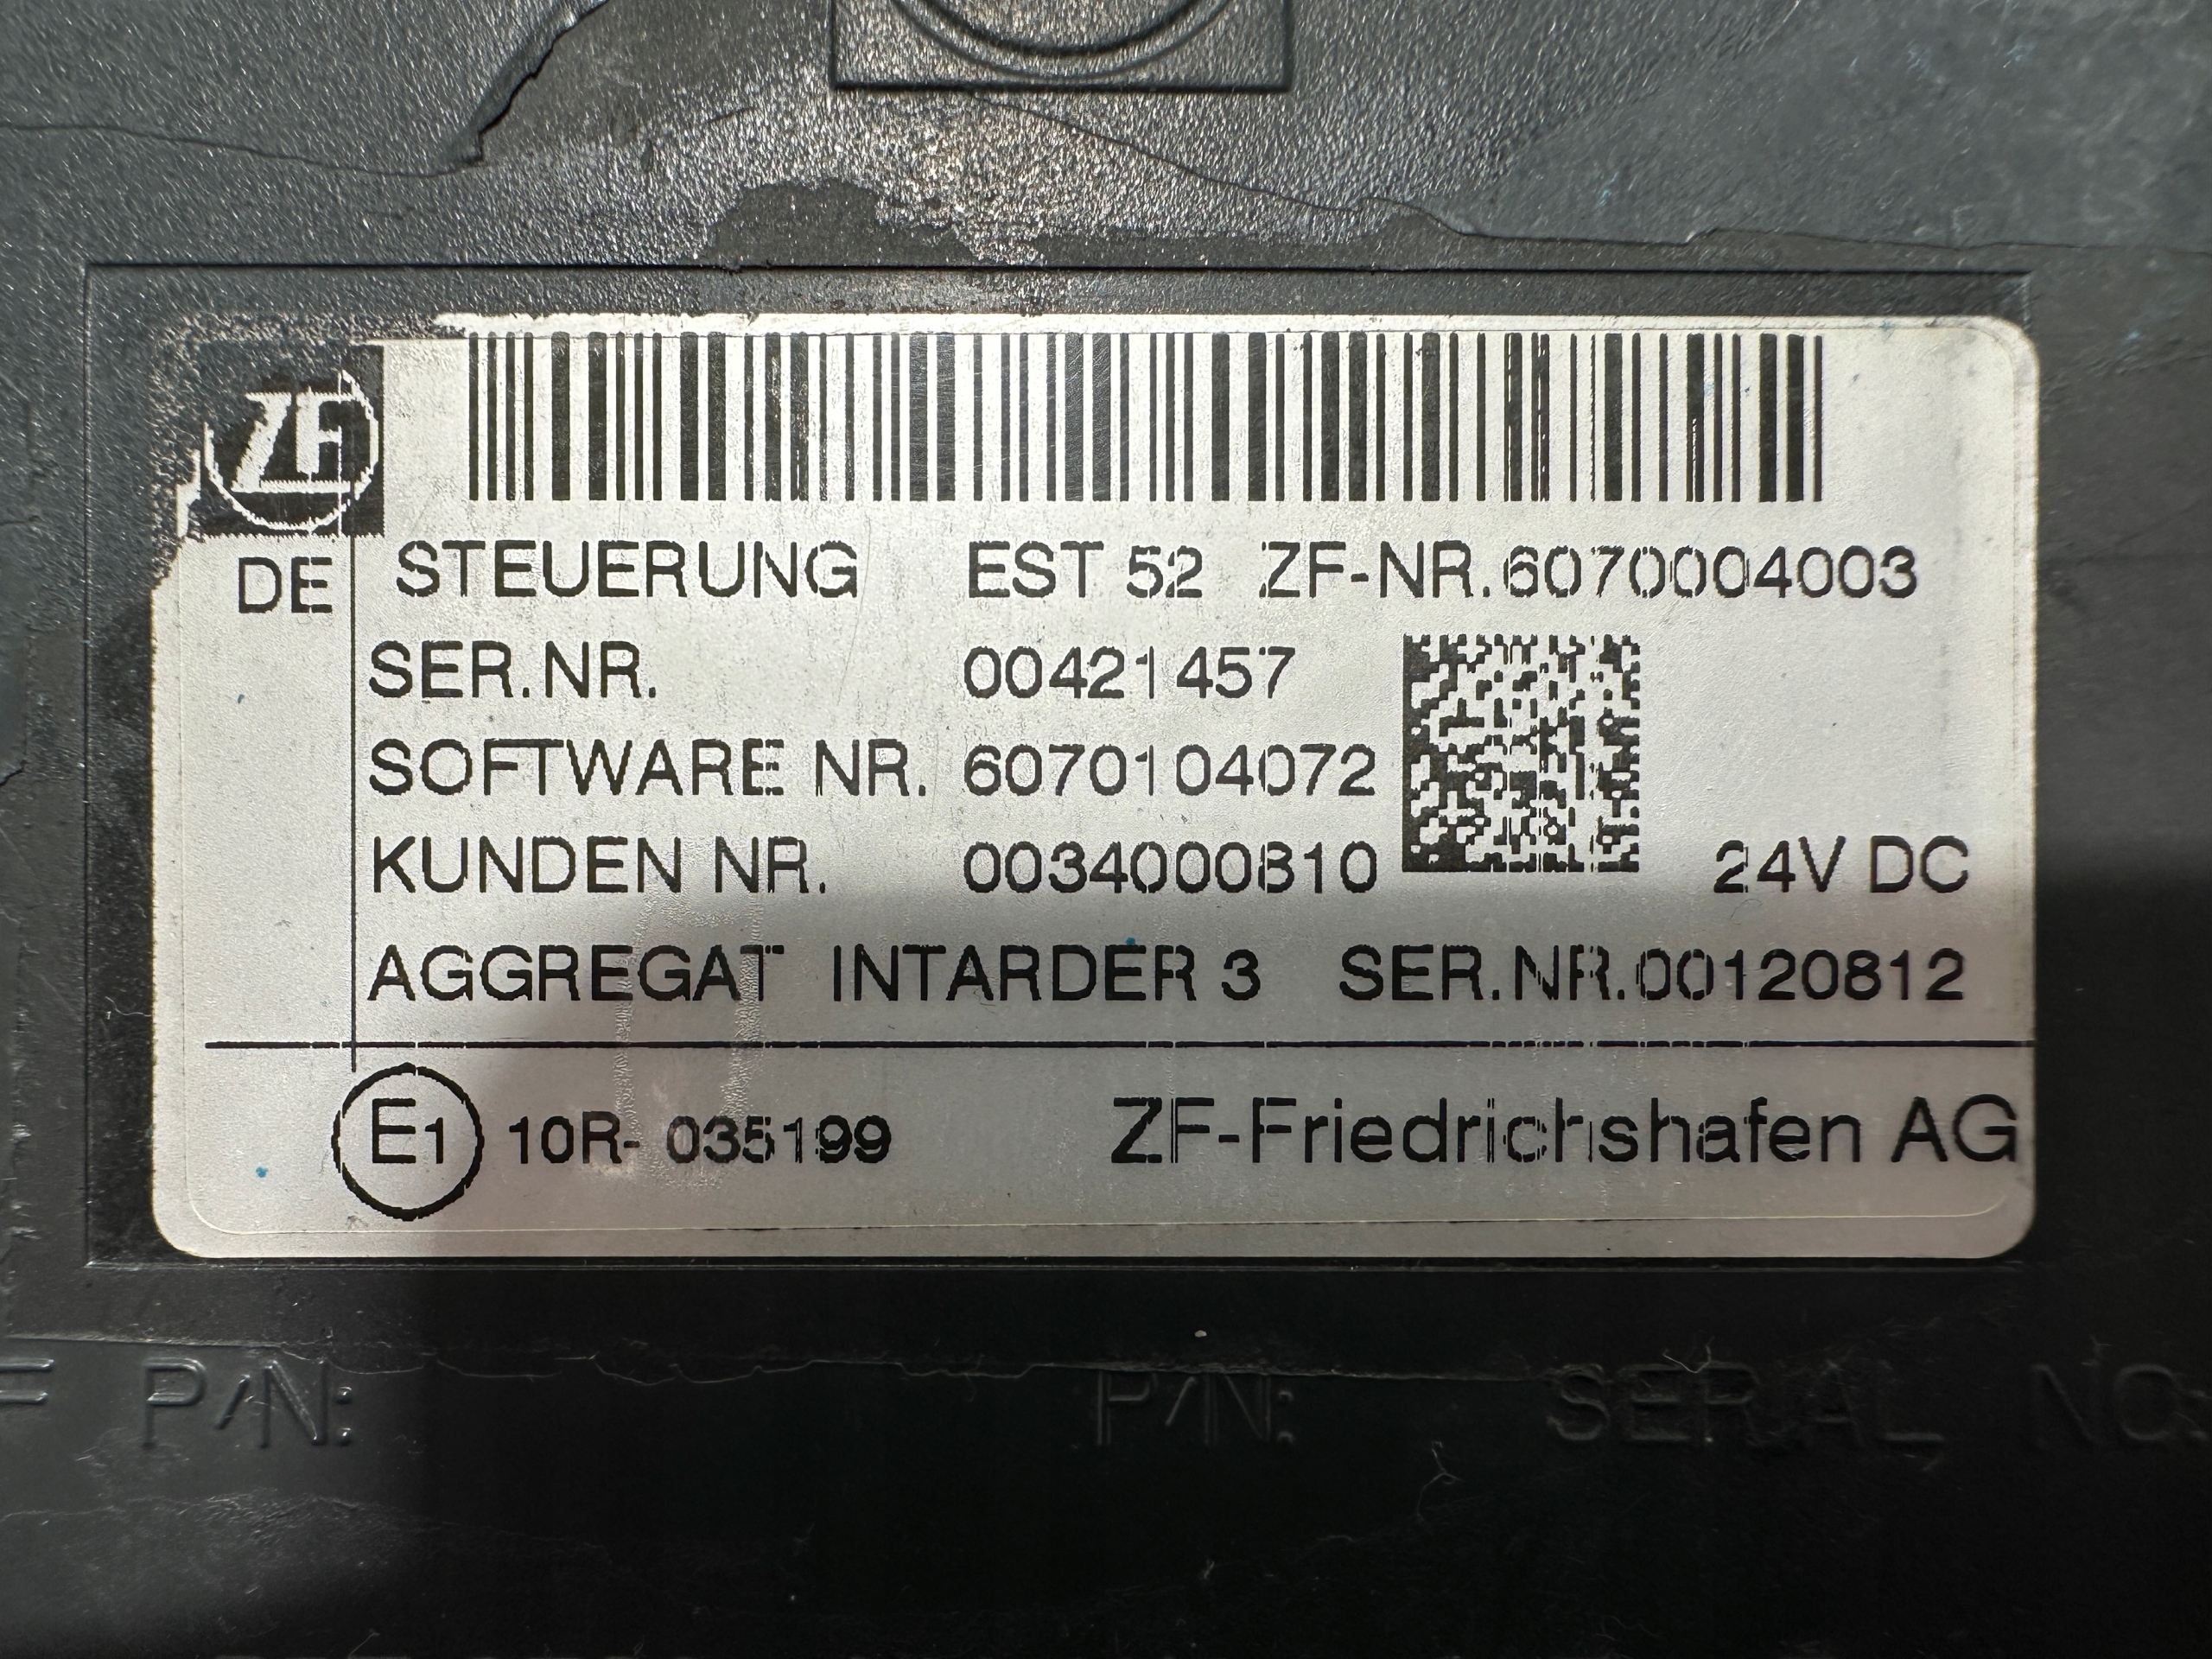 ZF
DE STEUERUNG EST 52 ZF-NR.6070004003
SER.NR. 00421457
SOFTWARE NR. 6070104072
KUNDEN NR. 0034000810 24V DC
AGGREGAT INTARDER 3 SER.NR.00120812
E1 10R- 035199 ZF-Friedrichshafen AG
F P/N: P/N: SERIAL NO: